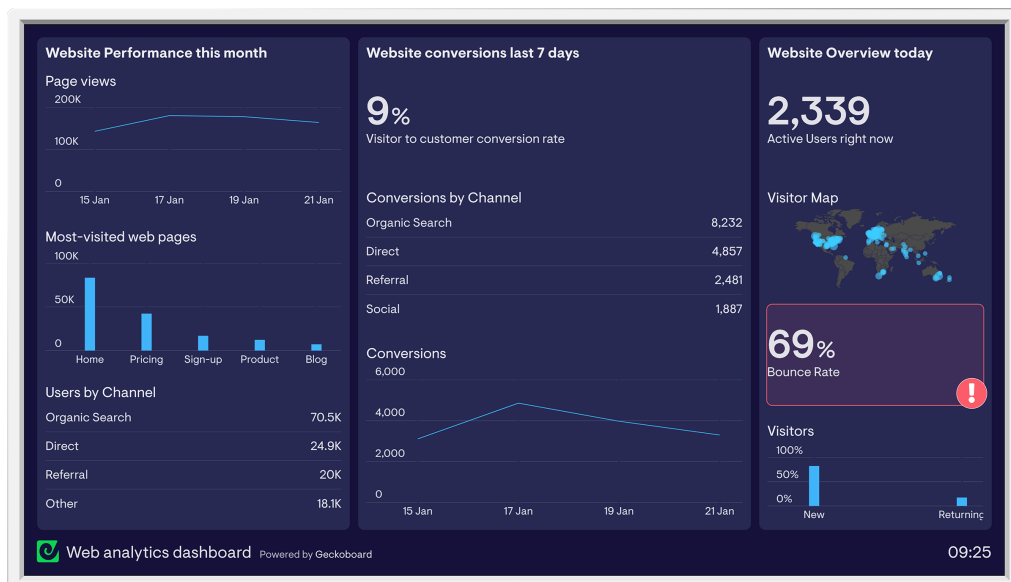 Website Performance this month
Page views
200K
100K
0
15 Jan 17 Jan 19 Jan 21 Jan
Most-visited web pages
100K
50K
0
Home Pricing Sign-up Product Blog
Users by Channel
Organic Search 70.5K
Direct 24.9K
Referral 20K
Other 18.1K
Website conversions last 7 days
9%
Visitor to customer conversion rate
Conversions by Channel
Organic Search 8,232
Direct 4,857
Referral 2,481
Social 1,887
Conversions
6,000
4,000
2,000
0
15 Jan 17 Jan 19 Jan 21 Jan
Website Overview today
2,339
Active Users right now
Visitor Map
69%
Bounce Rate
!
Visitors
100%
50%
0%
New Returning
Web analytics dashboard Powered by Geckoboard
09:25